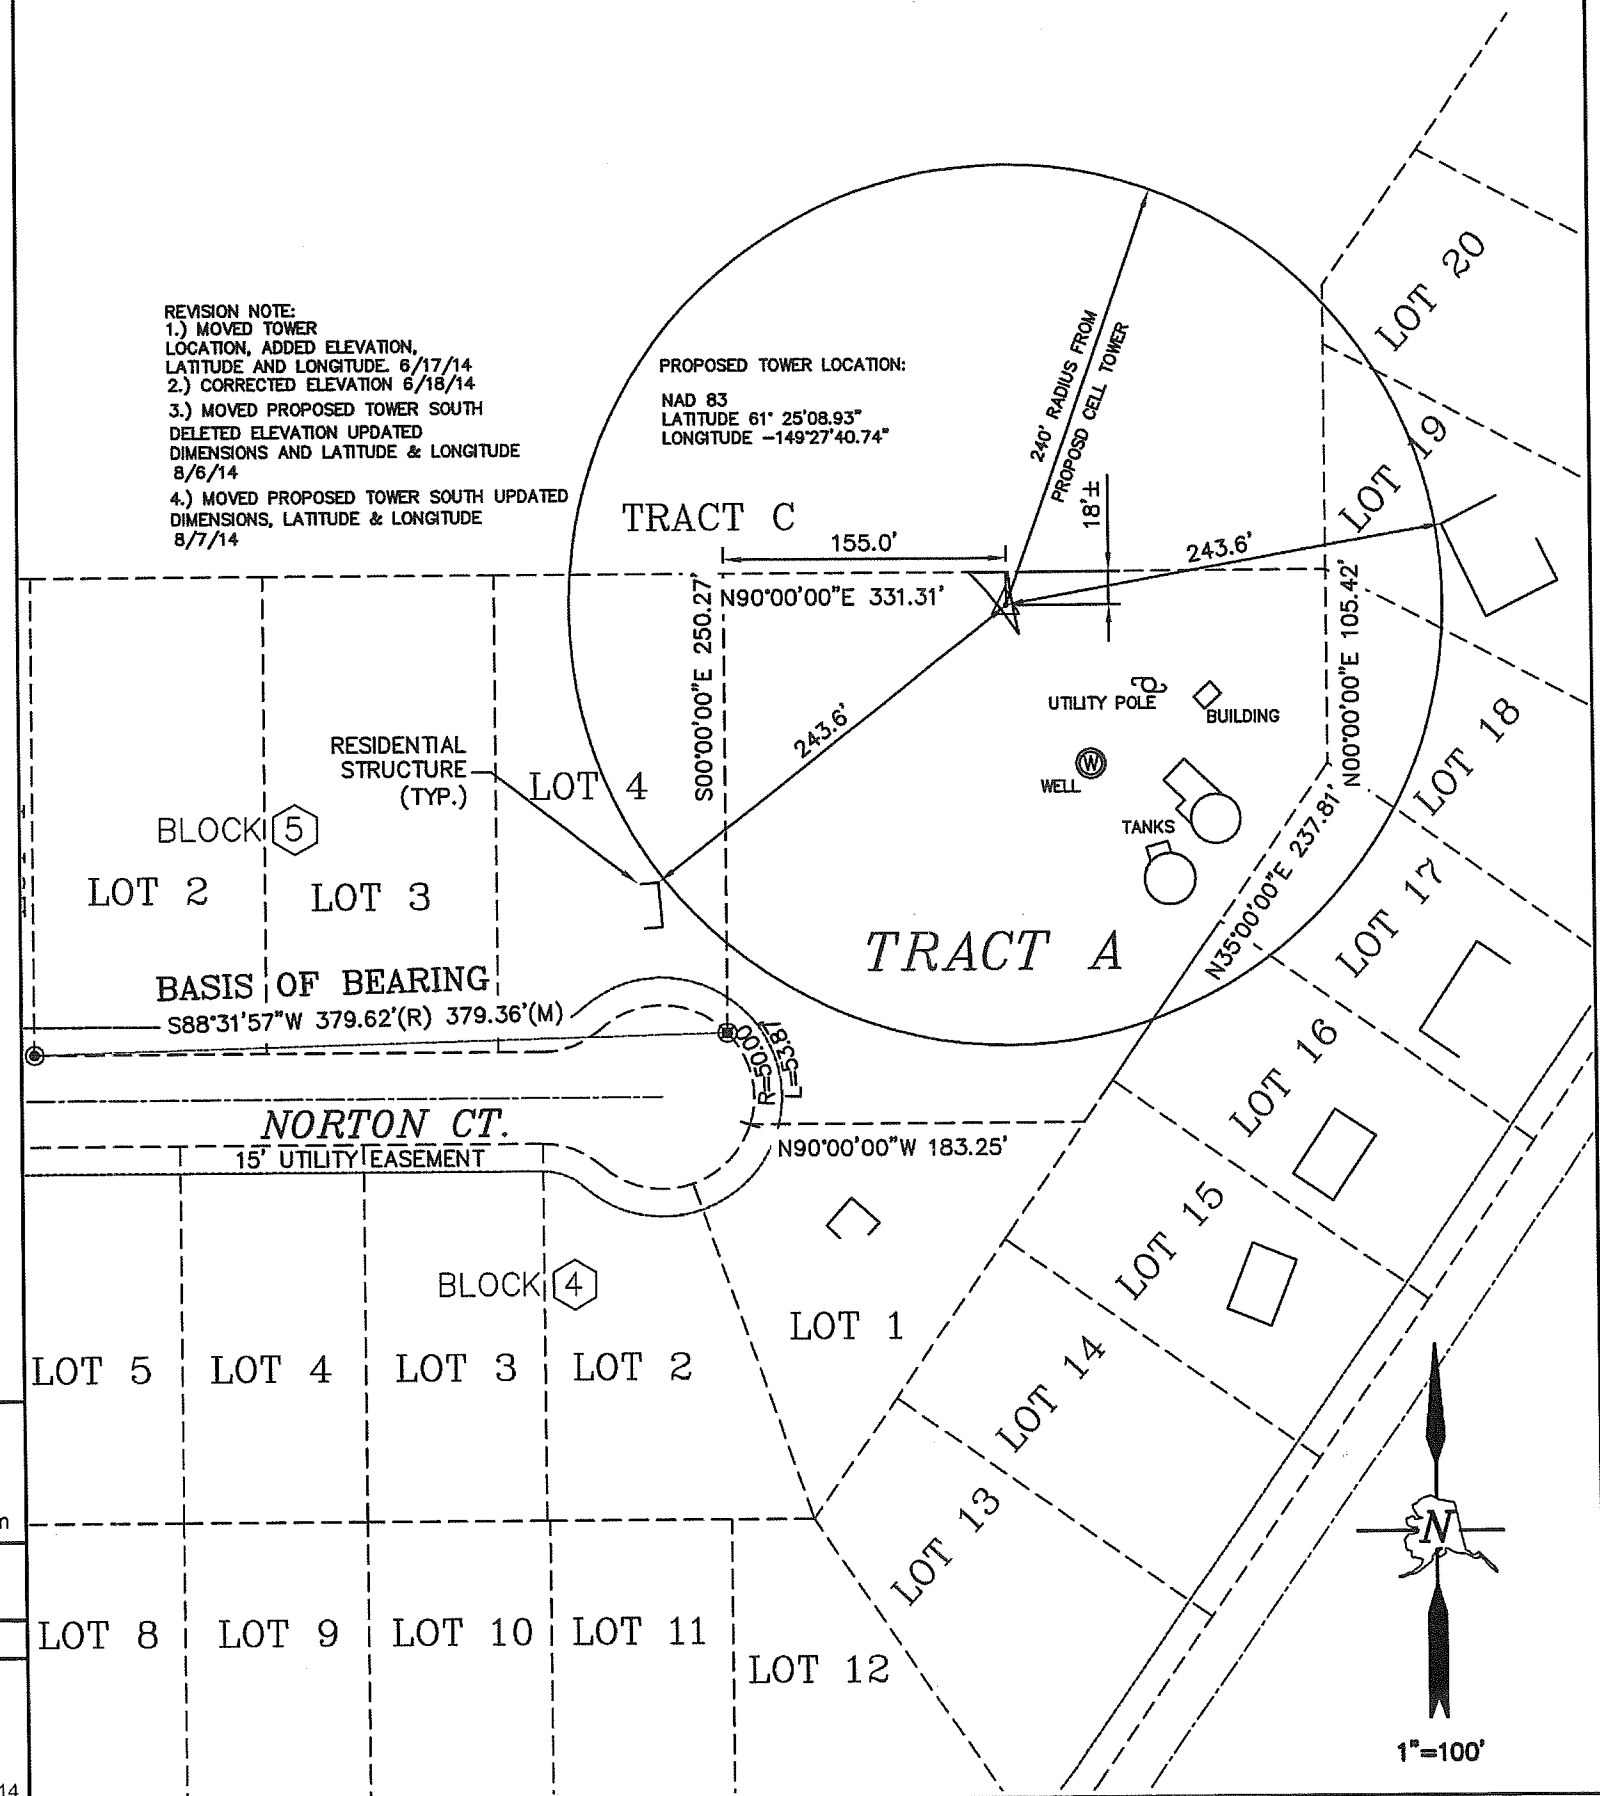 REVISION NOTE:
1.) MOVED TOWER
LOCATION, ADDED ELEVATION,
LATITUDE AND LONGITUDE. 6/17/14
2.) CORRECTED ELEVATION 6/18/14
3.) MOVED PROPOSED TOWER SOUTH
DELETED ELEVATION UPDATED
DIMENSIONS AND LATITUDE & LONGITUDE
8/6/14
4.) MOVED PROPOSED TOWER SOUTH UPDATED
DIMENSIONS, LATITUDE & LONGITUDE
8/7/14
PROPOSED TOWER LOCATION:
NAD 83
LATITUDE 61° 25'08.93"
LONGITUDE -149°27'40.74"
240' RADIUS FROM
PROPOSD CELL TOWER
18'±
LOT 20
LOT 19
TRACT C
155.0'
243.6'
N90°00'00"E 331.31'
S00°00'00"E 250.27'
N00°00'00"E 105.42'
243.6'
UTILITY POLE
BUILDING
W
WELL
TANKS
N35°00'00"E 237.81'
LOT 18
LOT 17
RESIDENTIAL
STRUCTURE
(TYP.)
LOT 4
BLOCK 5
LOT 2
LOT 3
TRACT A
BASIS OF BEARING
S88°31'57"W 379.62'(R) 379.36'(M)
R=50.00
L=53.87
LOT 16
NORTON CT.
15' UTILITY EASEMENT
N90°00'00"W 183.25'
LOT 15
BLOCK 4
LOT 1
LOT 5
LOT 4
LOT 3
LOT 2
LOT 14
LOT 13
N
LOT 8
LOT 9
LOT 10
LOT 11
LOT 12
1"=100'
14